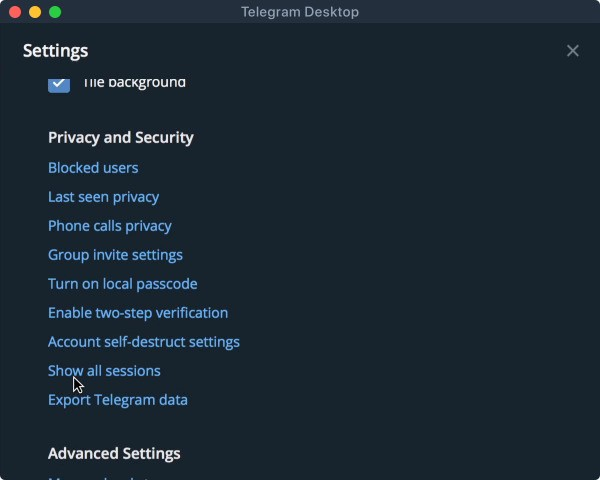 Telegram Desktop
Settings
Tile background
Privacy and Security
Blocked users
Last seen privacy
Phone calls privacy
Group invite settings
Turn on local passcode
Enable two-step verification
Account self-destruct settings
Show all sessions
Export Telegram data
Advanced Settings